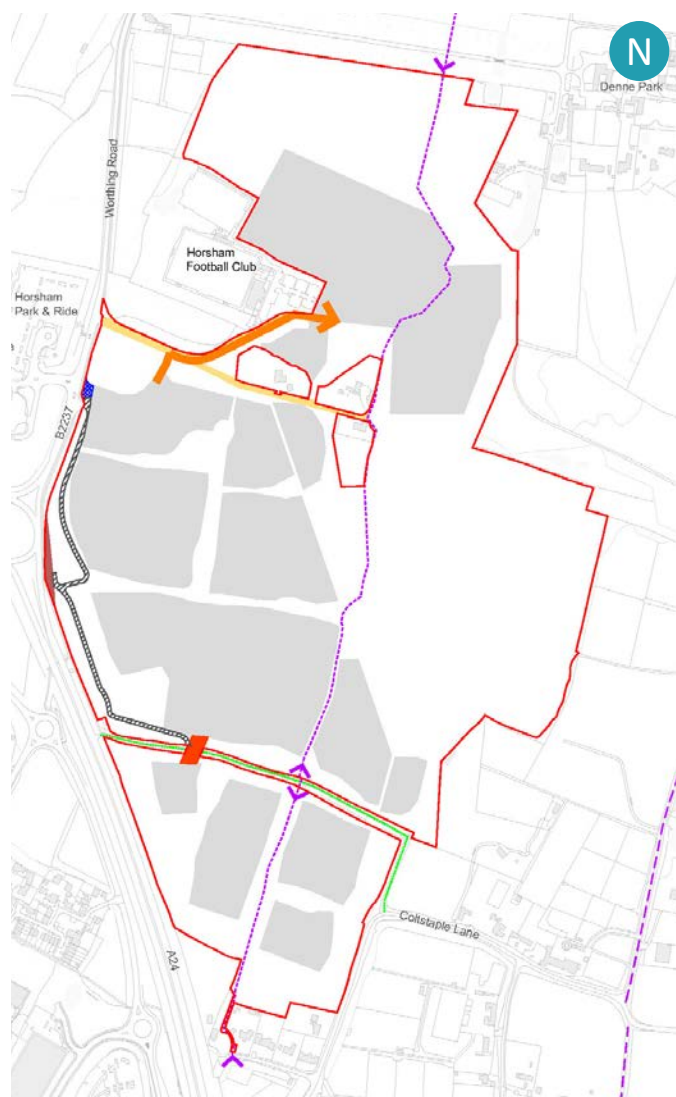 N
Denne Park
Worthing Road
Horsham
Football Club
Horsham
Park & Ride
B2237
A24
Coltstaple Lane